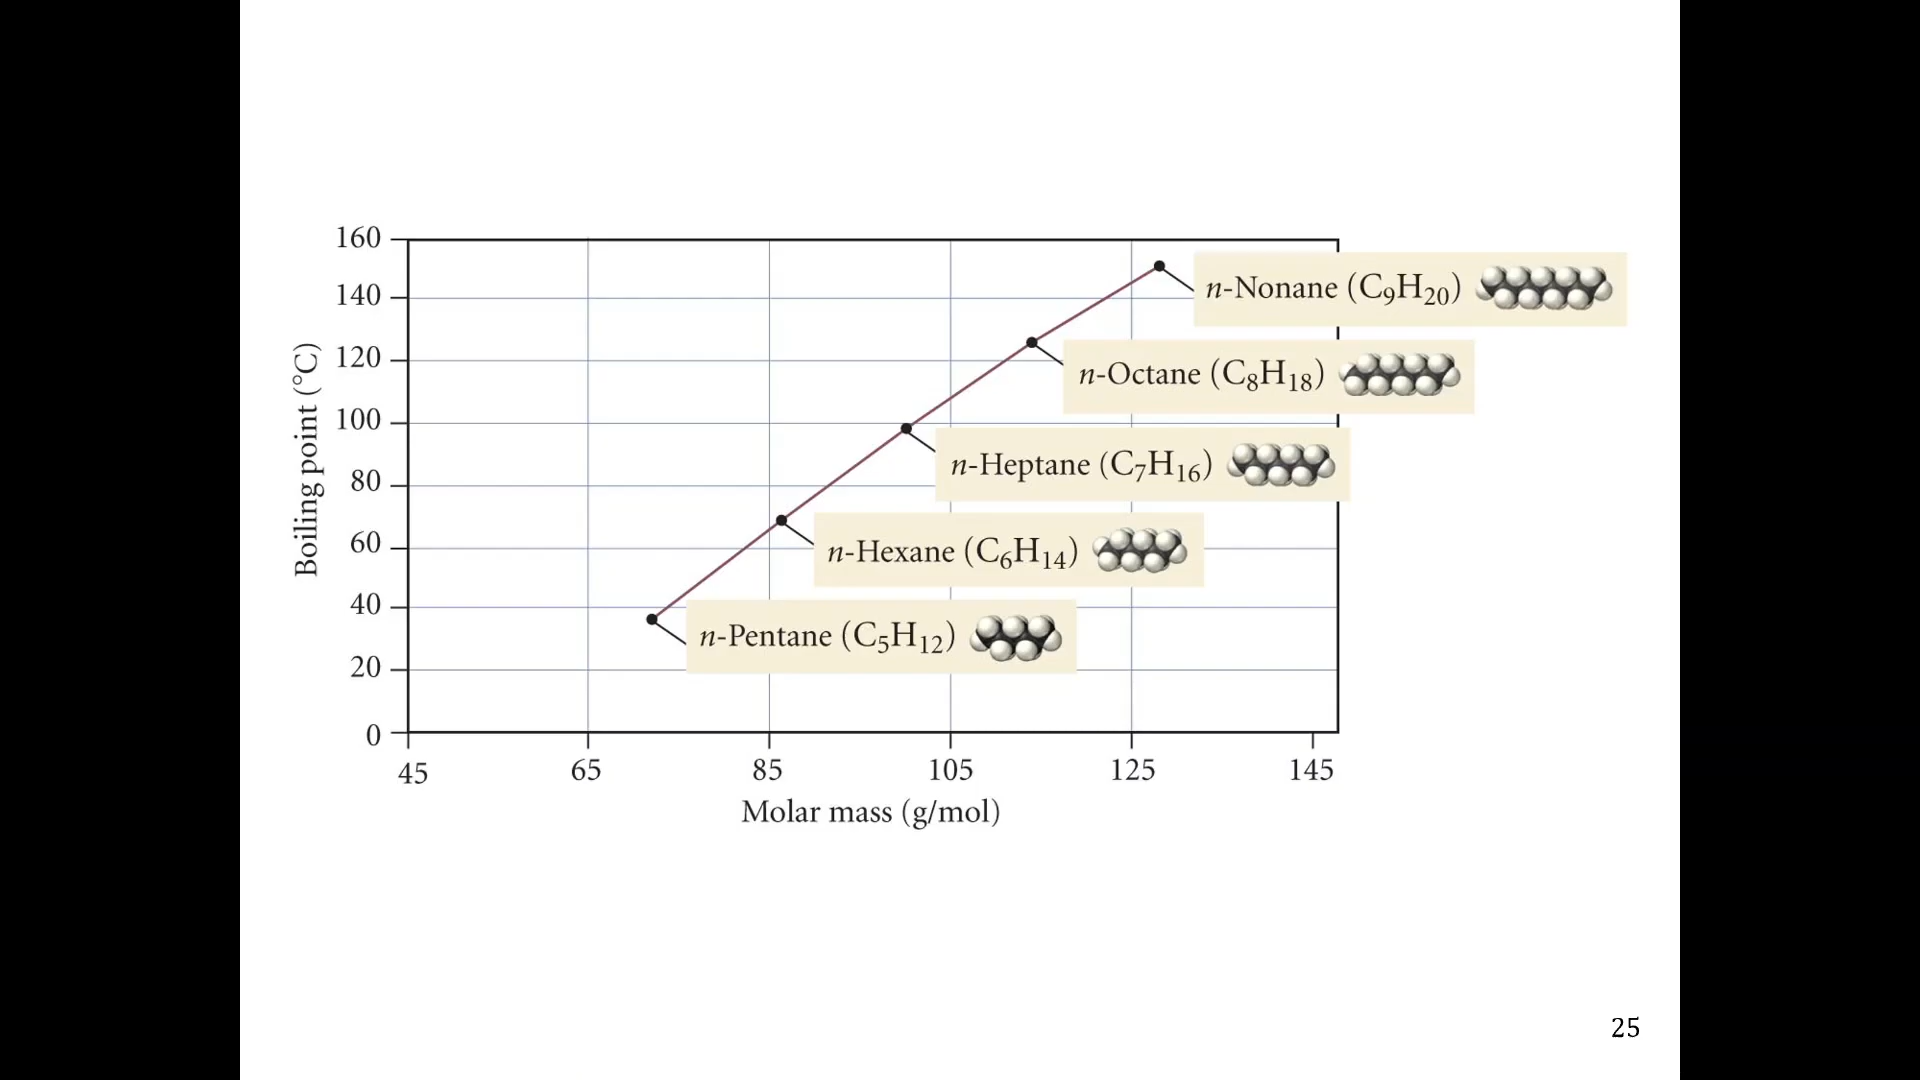 160
140
120
100
80
60
40
20
0
Boiling point (°C)
n-Nonane (C₉H₂₀)
n-Octane (C₈H₁₈)
n-Heptane (C₇H₁₆)
n-Hexane (C₆H₁₄)
n-Pentane (C₅H₁₂)
45 65 85 105 125 145
Molar mass (g/mol)
25